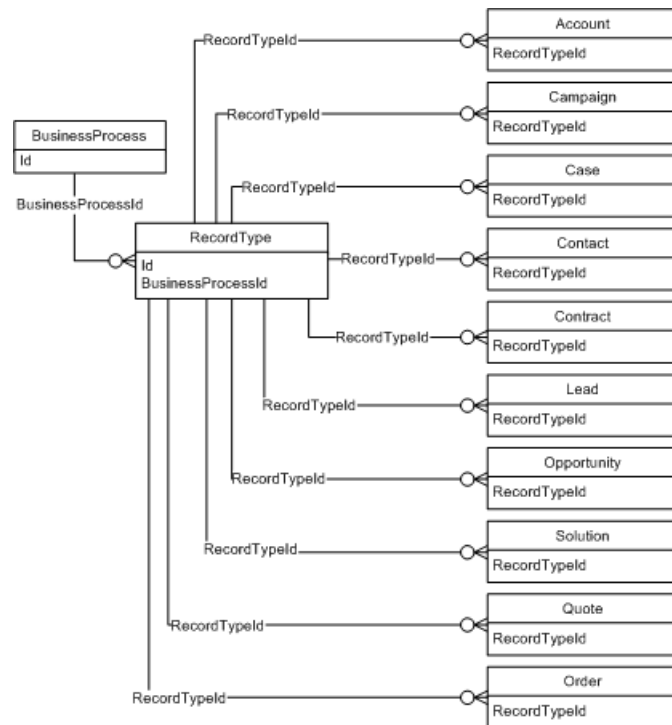 Account
RecordTypeId
RecordTypeId
Campaign
RecordTypeId
RecordTypeId
BusinessProcess
Id
BusinessProcessId
Case
RecordTypeId
RecordTypeId
RecordType
Id
BusinessProcessId
Contact
RecordTypeId
RecordTypeId
Contract
RecordTypeId
RecordTypeId
Lead
RecordTypeId
RecordTypeId
Opportunity
RecordTypeId
RecordTypeId
Solution
RecordTypeId
RecordTypeId
Quote
RecordTypeId
RecordTypeId
Order
RecordTypeId
RecordTypeId